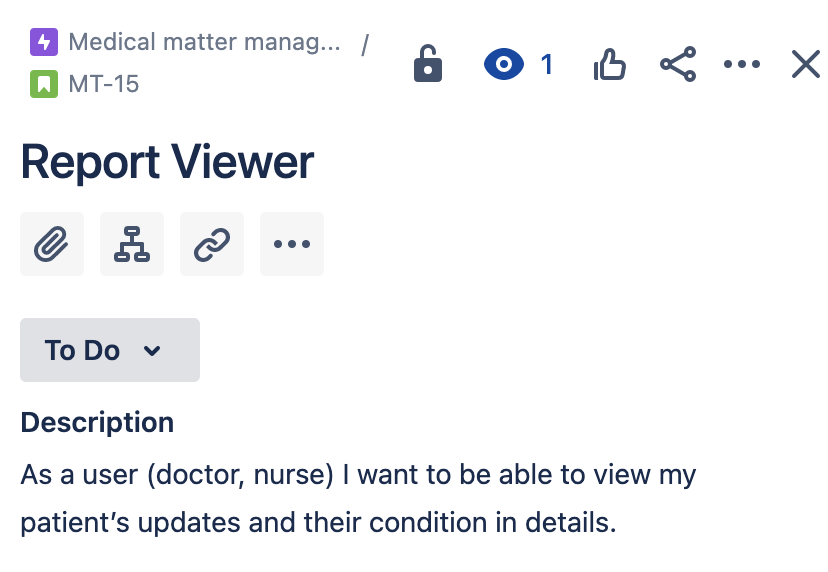 Medical matter manag... /
MT-15
1
Report Viewer
To Do
Description
As a user (doctor, nurse) I want to be able to view my
patient’s updates and their condition in details.